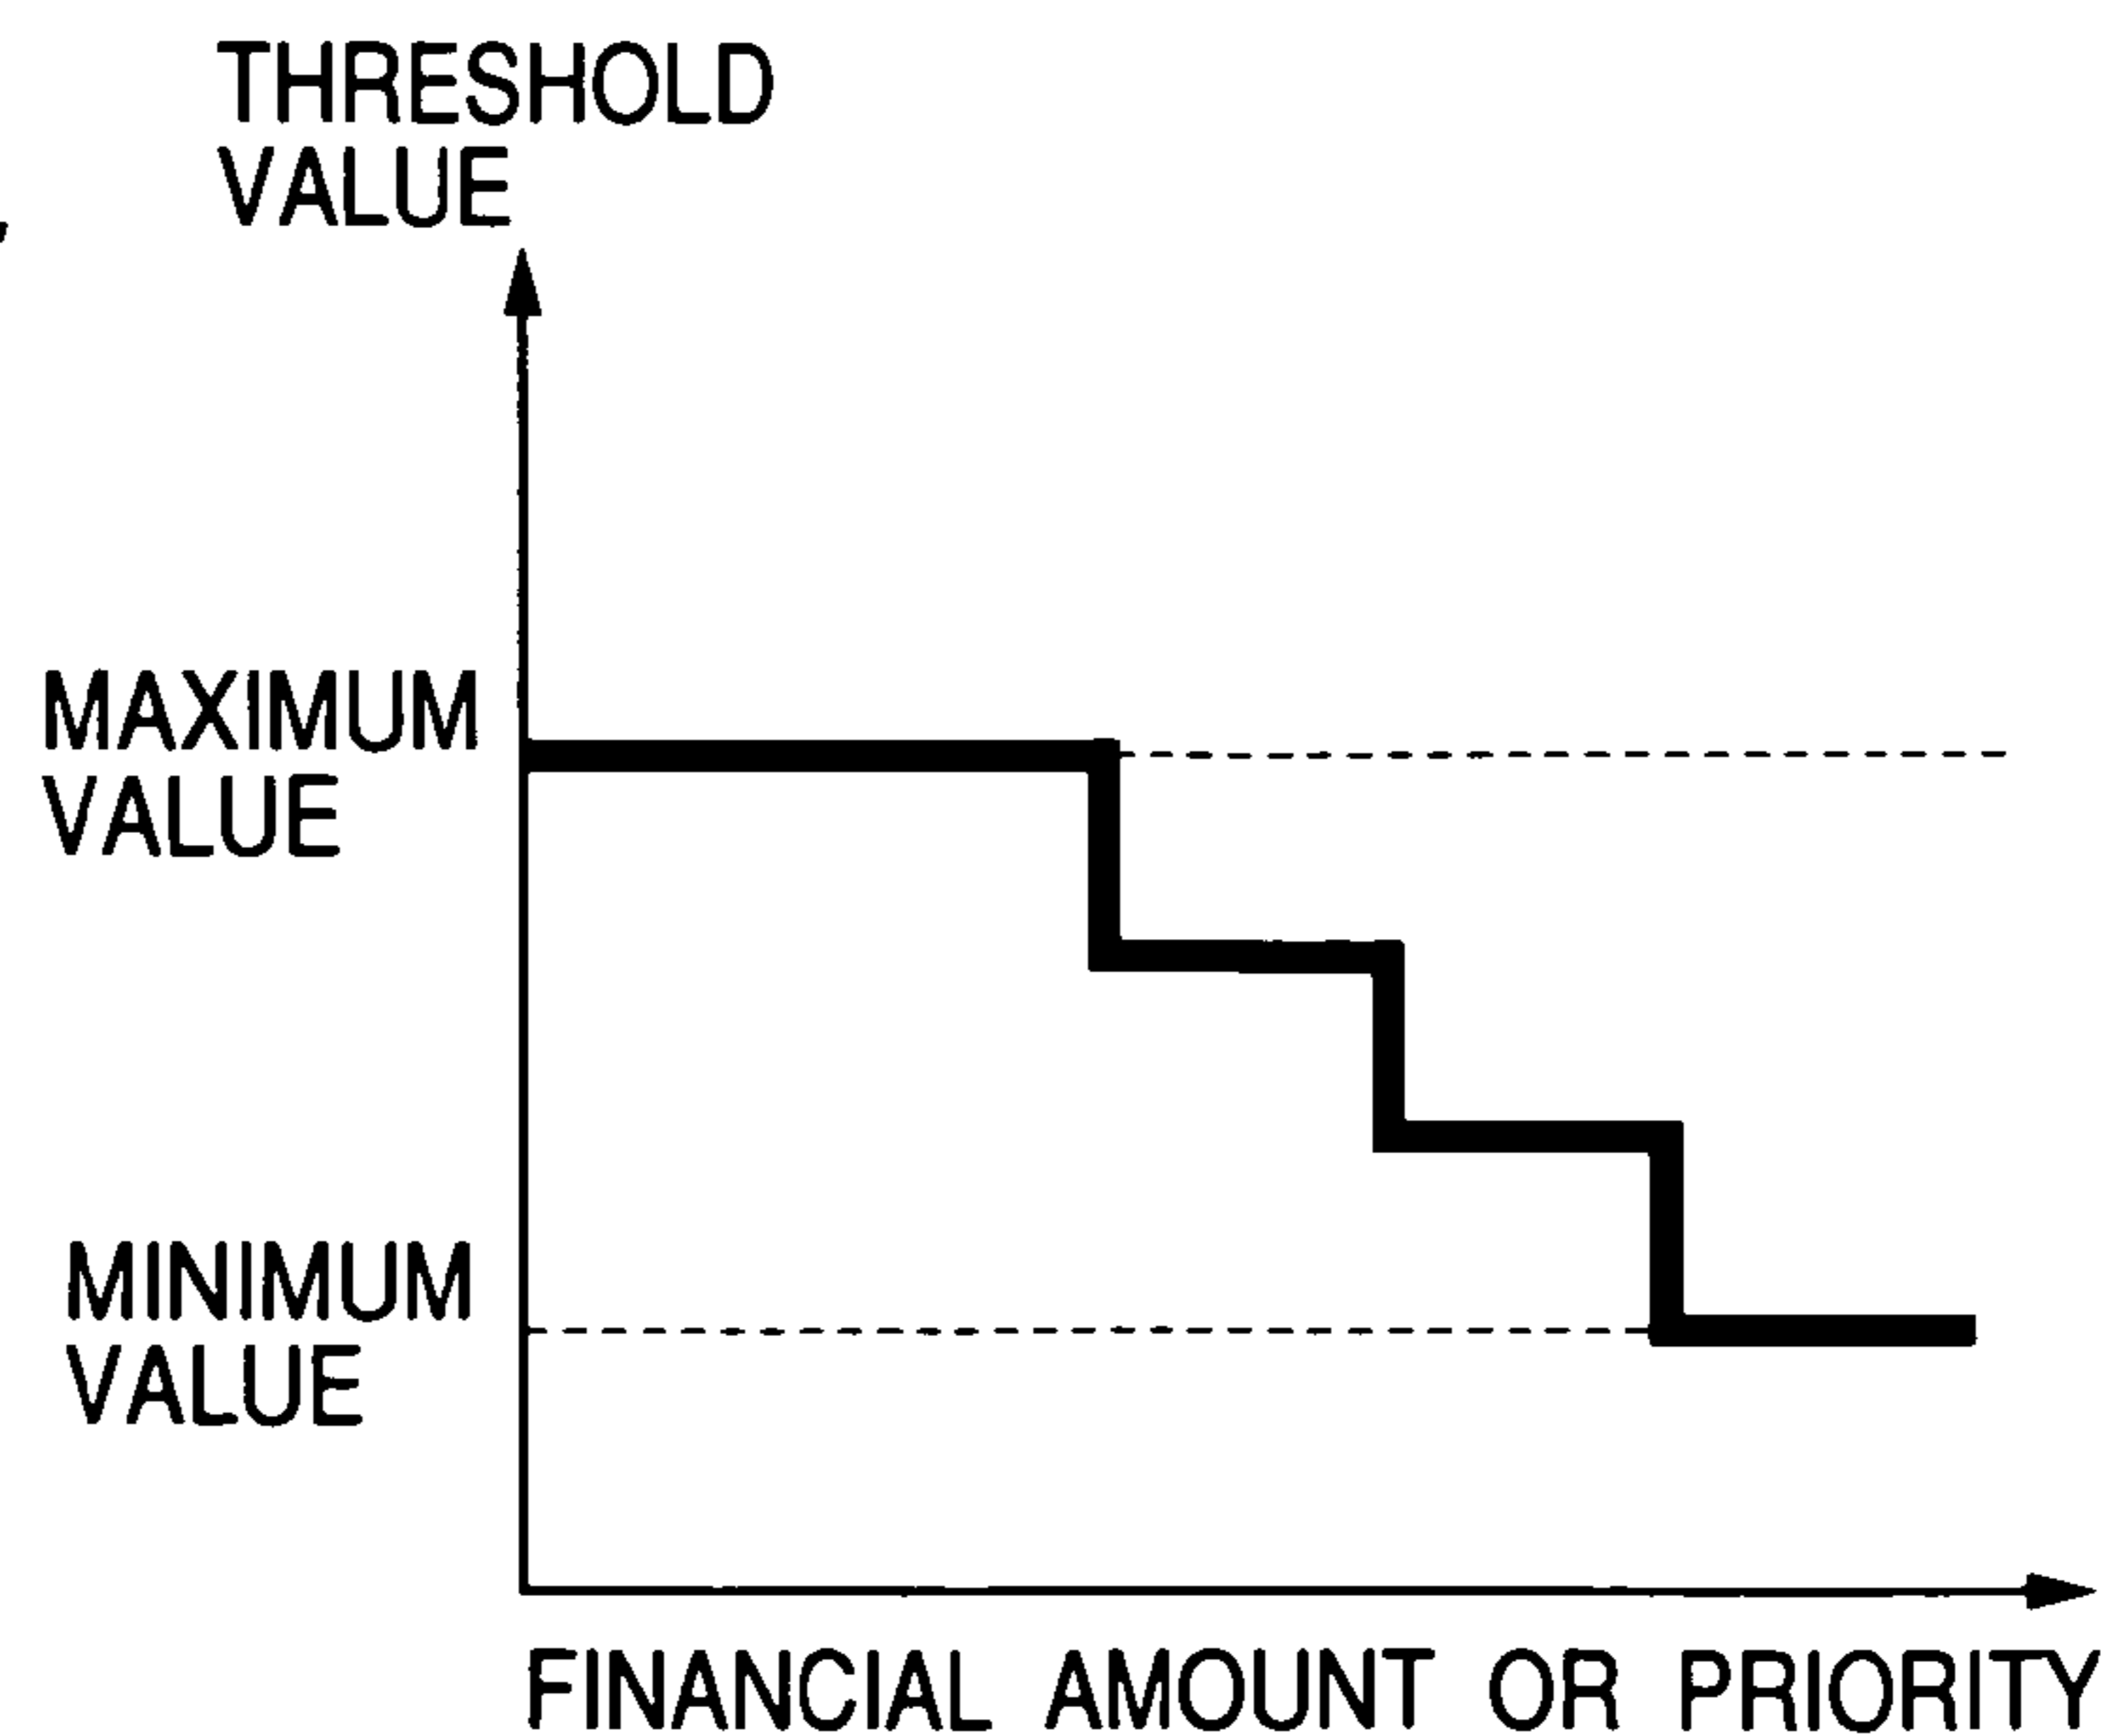 THRESHOLD
VALUE
MAXIMUM
VALUE
MINIMUM
VALUE
FINANCIAL AMOUNT OR PRIORITY